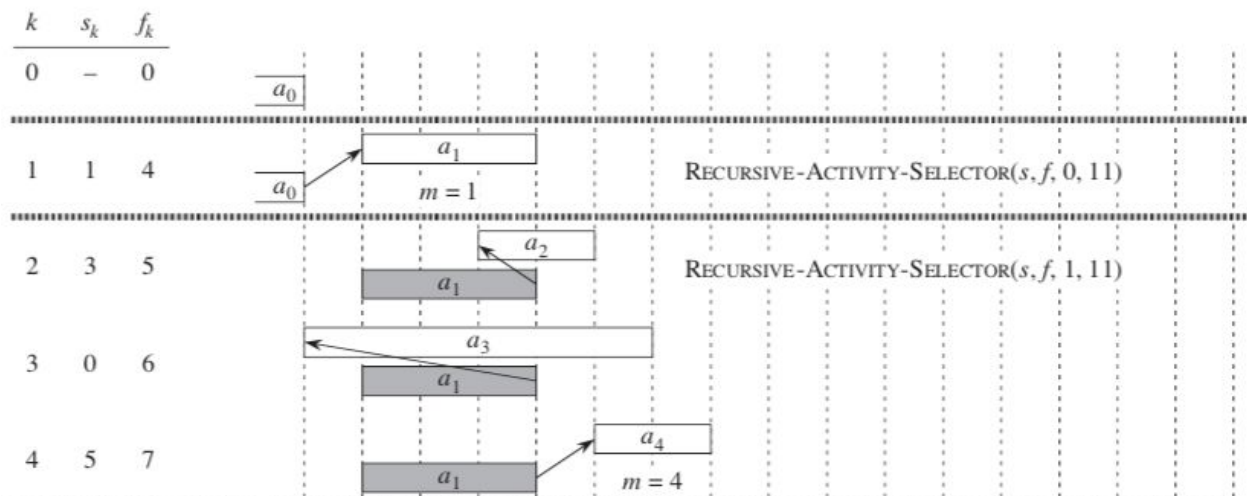 k s_k f_k
0 – 0
a_0
a_1
1 1 4 RECURSIVE-ACTIVITY-SELECTOR(s, f, 0, 11)
a_0 m = 1
a_2
2 3 5 RECURSIVE-ACTIVITY-SELECTOR(s, f, 1, 11)
a_1
a_3
3 0 6
a_1
a_4
4 5 7
a_1 m = 4